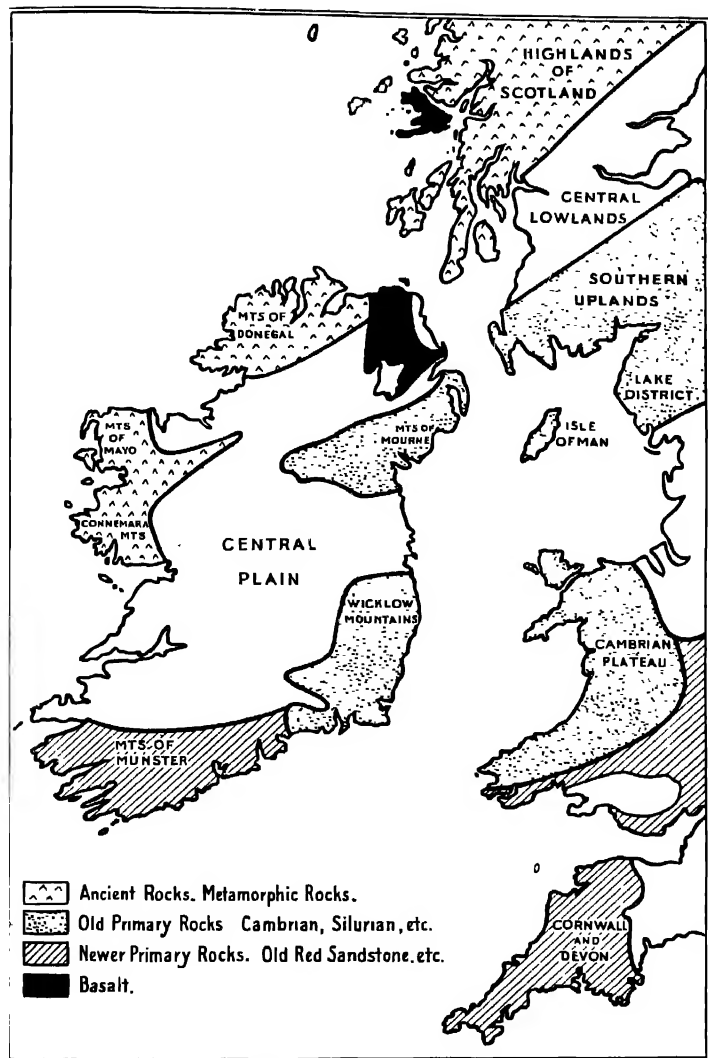 HIGHLANDS
OF
SCOTLAND
CENTRAL
LOWLANDS
SOUTHERN
UPLANDS
MTS OF
DONEGAL
LAKE
DISTRICT
MTS
OF
MAYO
MTS OF
MOURNE
ISLE
OF MAN
CONNEMARA
MTS
CENTRAL
PLAIN
WICKLOW
MOUNTAINS
CAMBRIAN
PLATEAU
MTS. OF
MUNSTER
CORNWALL
AND
DEVON
Ancient Rocks. Metamorphic Rocks.
Old Primary Rocks Cambrian, Silurian, etc.
Newer Primary Rocks. Old Red Sandstone. etc.
Basalt.